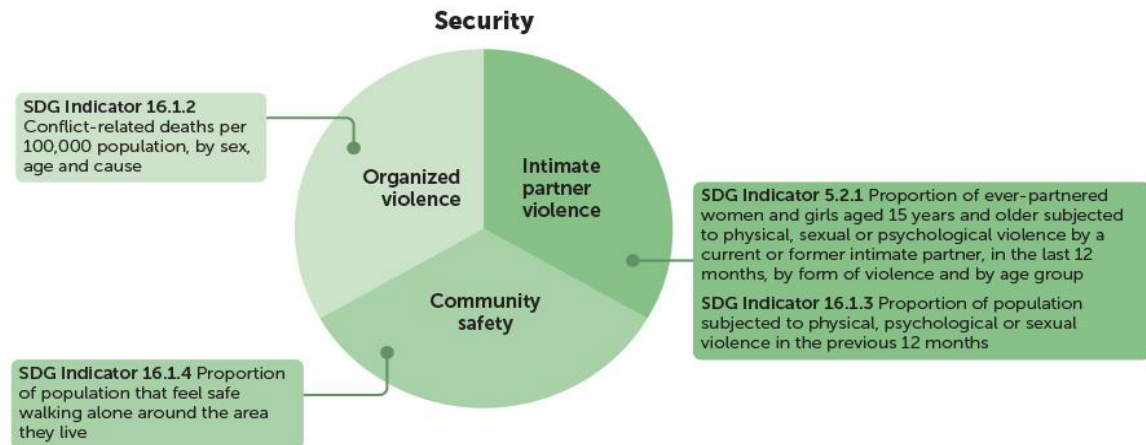 Security
SDG Indicator 16.1.2
Conflict-related deaths per
100,000 population, by sex,
age and cause
Organized
violence
Intimate
partner
violence
SDG Indicator 5.2.1 Proportion of ever-partnered
women and girls aged 15 years and older subjected
to physical, sexual or psychological violence by a
current or former intimate partner, in the last 12
months, by form of violence and by age group
SDG Indicator 16.1.3 Proportion of population
subjected to physical, psychological or sexual
violence in the previous 12 months
Community
safety
SDG Indicator 16.1.4 Proportion
of population that feel safe
walking alone around the area
they live